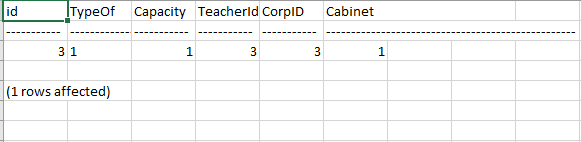 id TypeOf Capacity TeacherId CorpID Cabinet
----------- ----------- ----------- ----------- ----------- --------------------------------------------------
3 1 1 3 3 1
(1 rows affected)